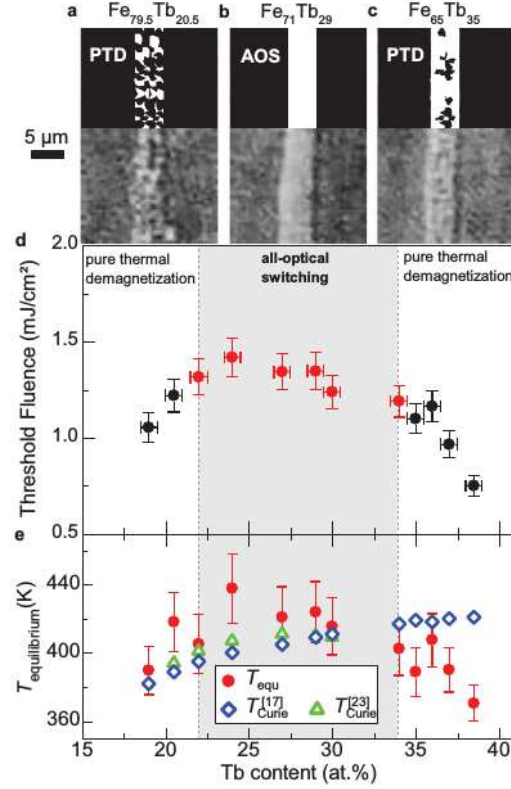 a Fe79.5Tb20.5 b Fe71Tb29 c Fe65Tb35
PTD AOS PTD
5 µm
d
pure thermal demagnetization
all-optical switching
pure thermal demagnetization
Threshold Fluence (mJ/cm²)
2.0
1.5
1.0
0.5
e
Tequilibrium(K)
440
400
360
Tequ
TCurie[17] TCurie[23]
15 20 25 30 35 40
Tb content (at.%)